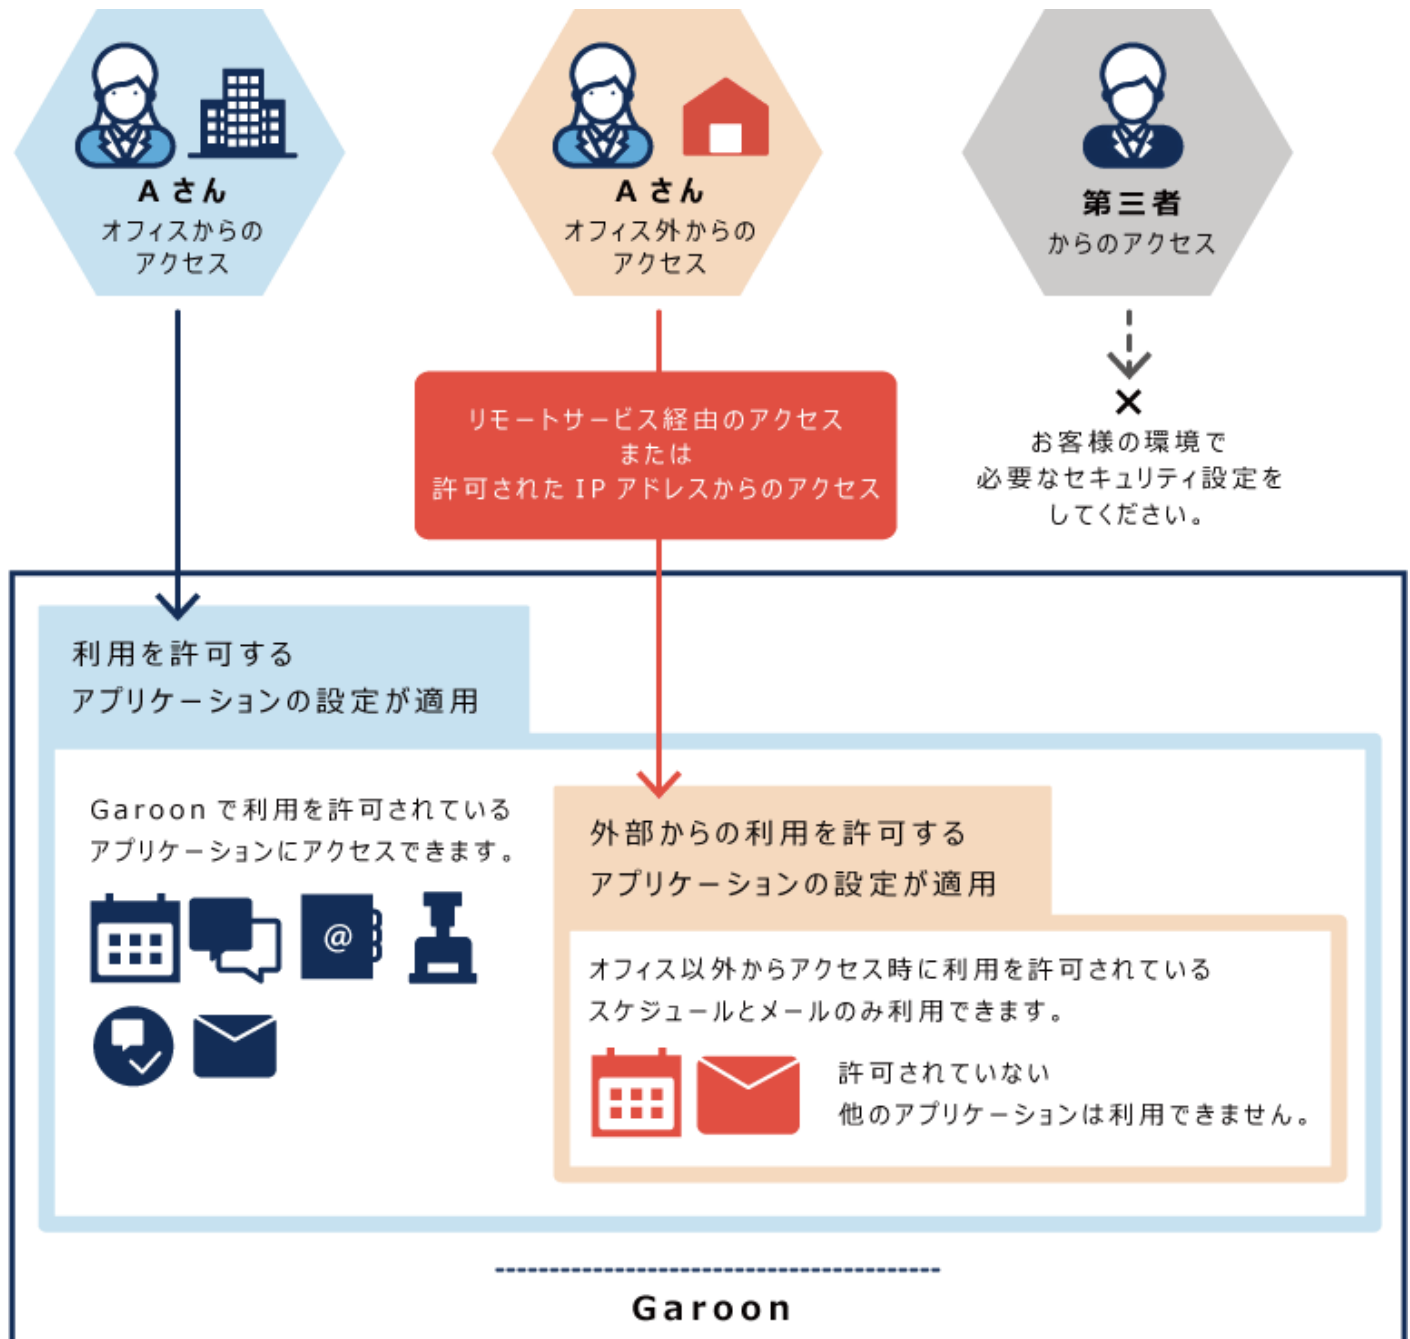 Aさん
オフィスからの
アクセス
Aさん
オフィス外からの
アクセス
第三者
からのアクセス
リモートサービス経由のアクセス
または
許可された IP アドレスからのアクセス
×
お客様の環境で
必要なセキュリティ設定を
してください。
利用を許可する
アプリケーションの設定が適用
Garoonで利用を許可されている
アプリケーションにアクセスできます。
@
外部からの利用を許可する
アプリケーションの設定が適用
オフィス以外からアクセス時に利用を許可されている
スケジュールとメールのみ利用できます。
許可されていない
他のアプリケーションは利用できません。
Garoon